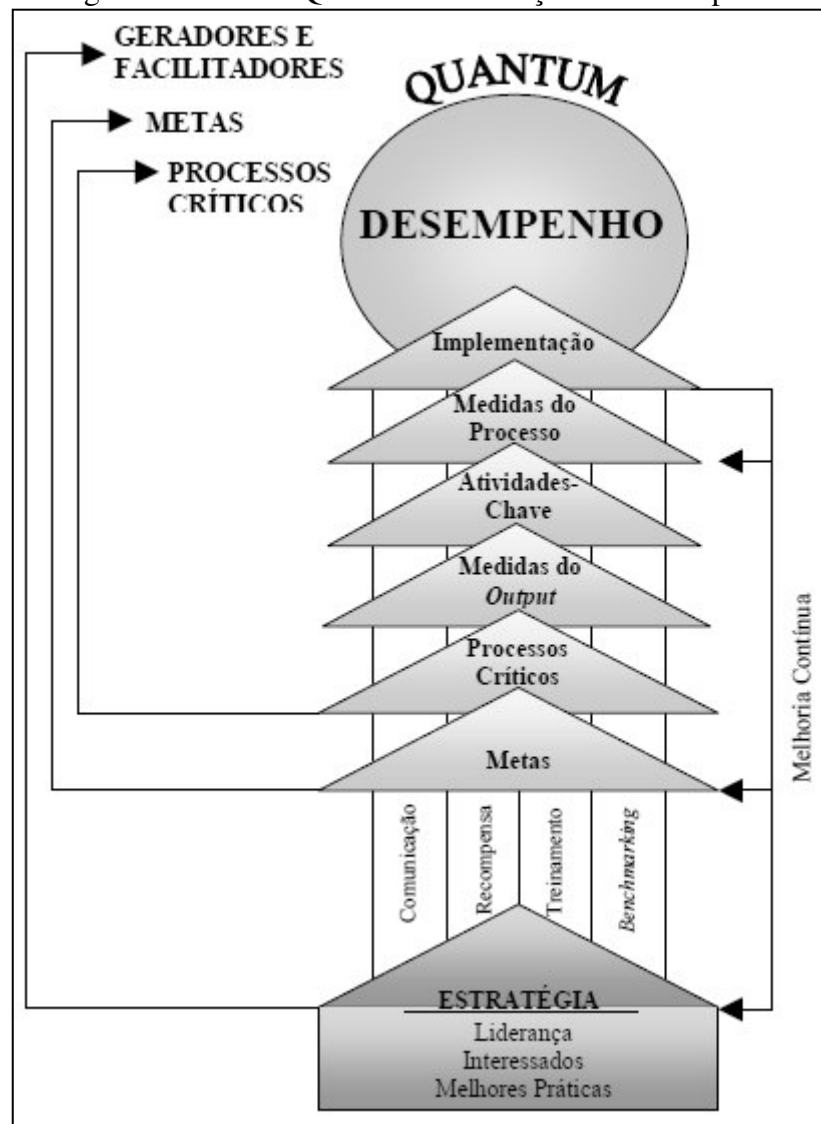 GERADORES E
FACILITADORES
METAS
PROCESSOS
CRÍTICOS
QUANTUM
DESEMPENHO
Implementação
Medidas do
Processo
Atividades-
Chave
Medidas do
Output
Processos
Críticos
Metas
Comunicação
Recompensa
Treinamento
Benchmarking
Melhoria Contínua
ESTRATÉGIA
Liderança
Interessados
Melhores Práticas